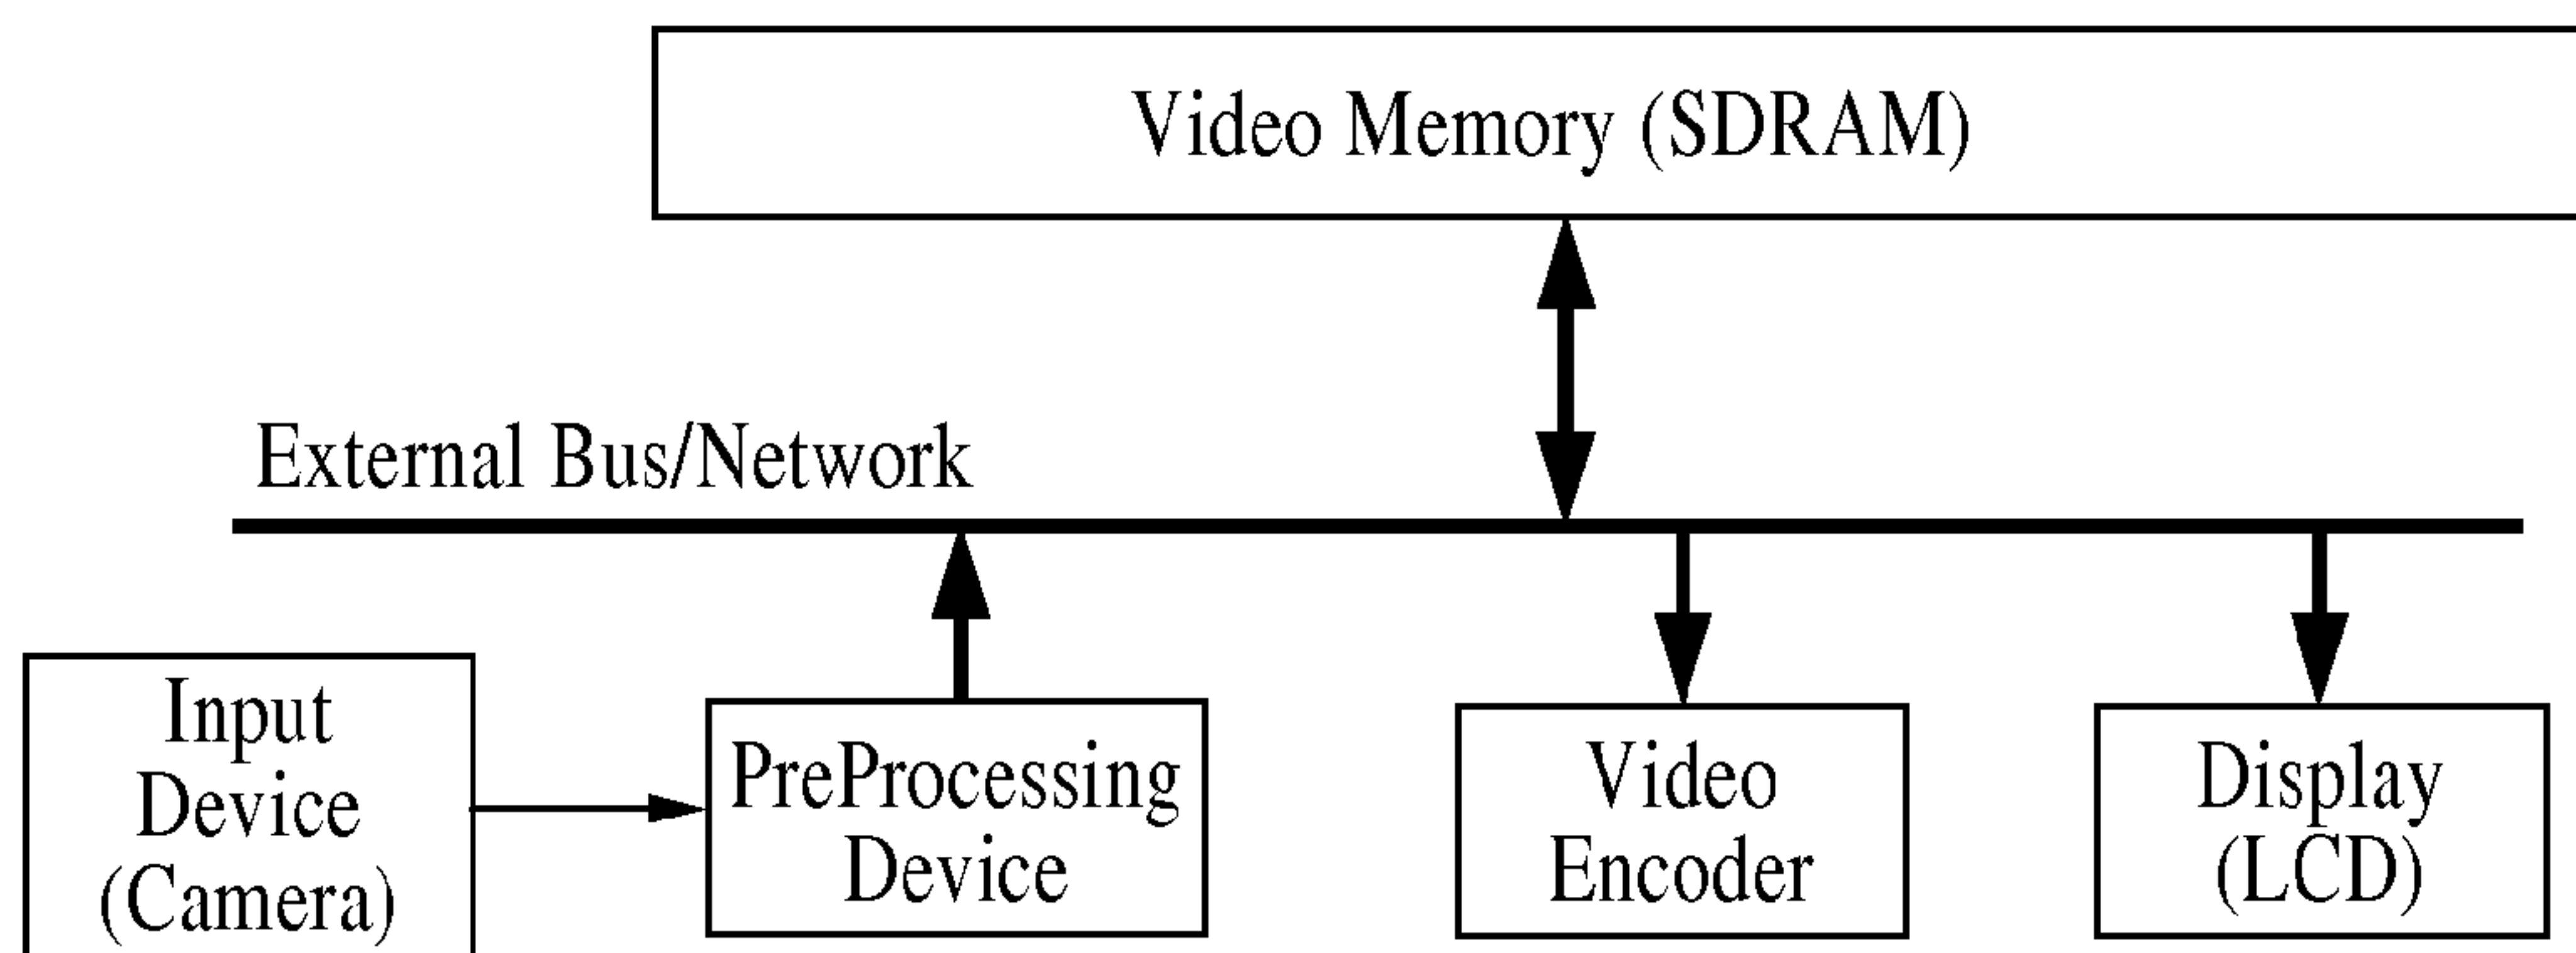 Video Memory (SDRAM)
External Bus/Network
Input
Device
(Camera)
PreProcessing
Device
Video
Encoder
Display
(LCD)